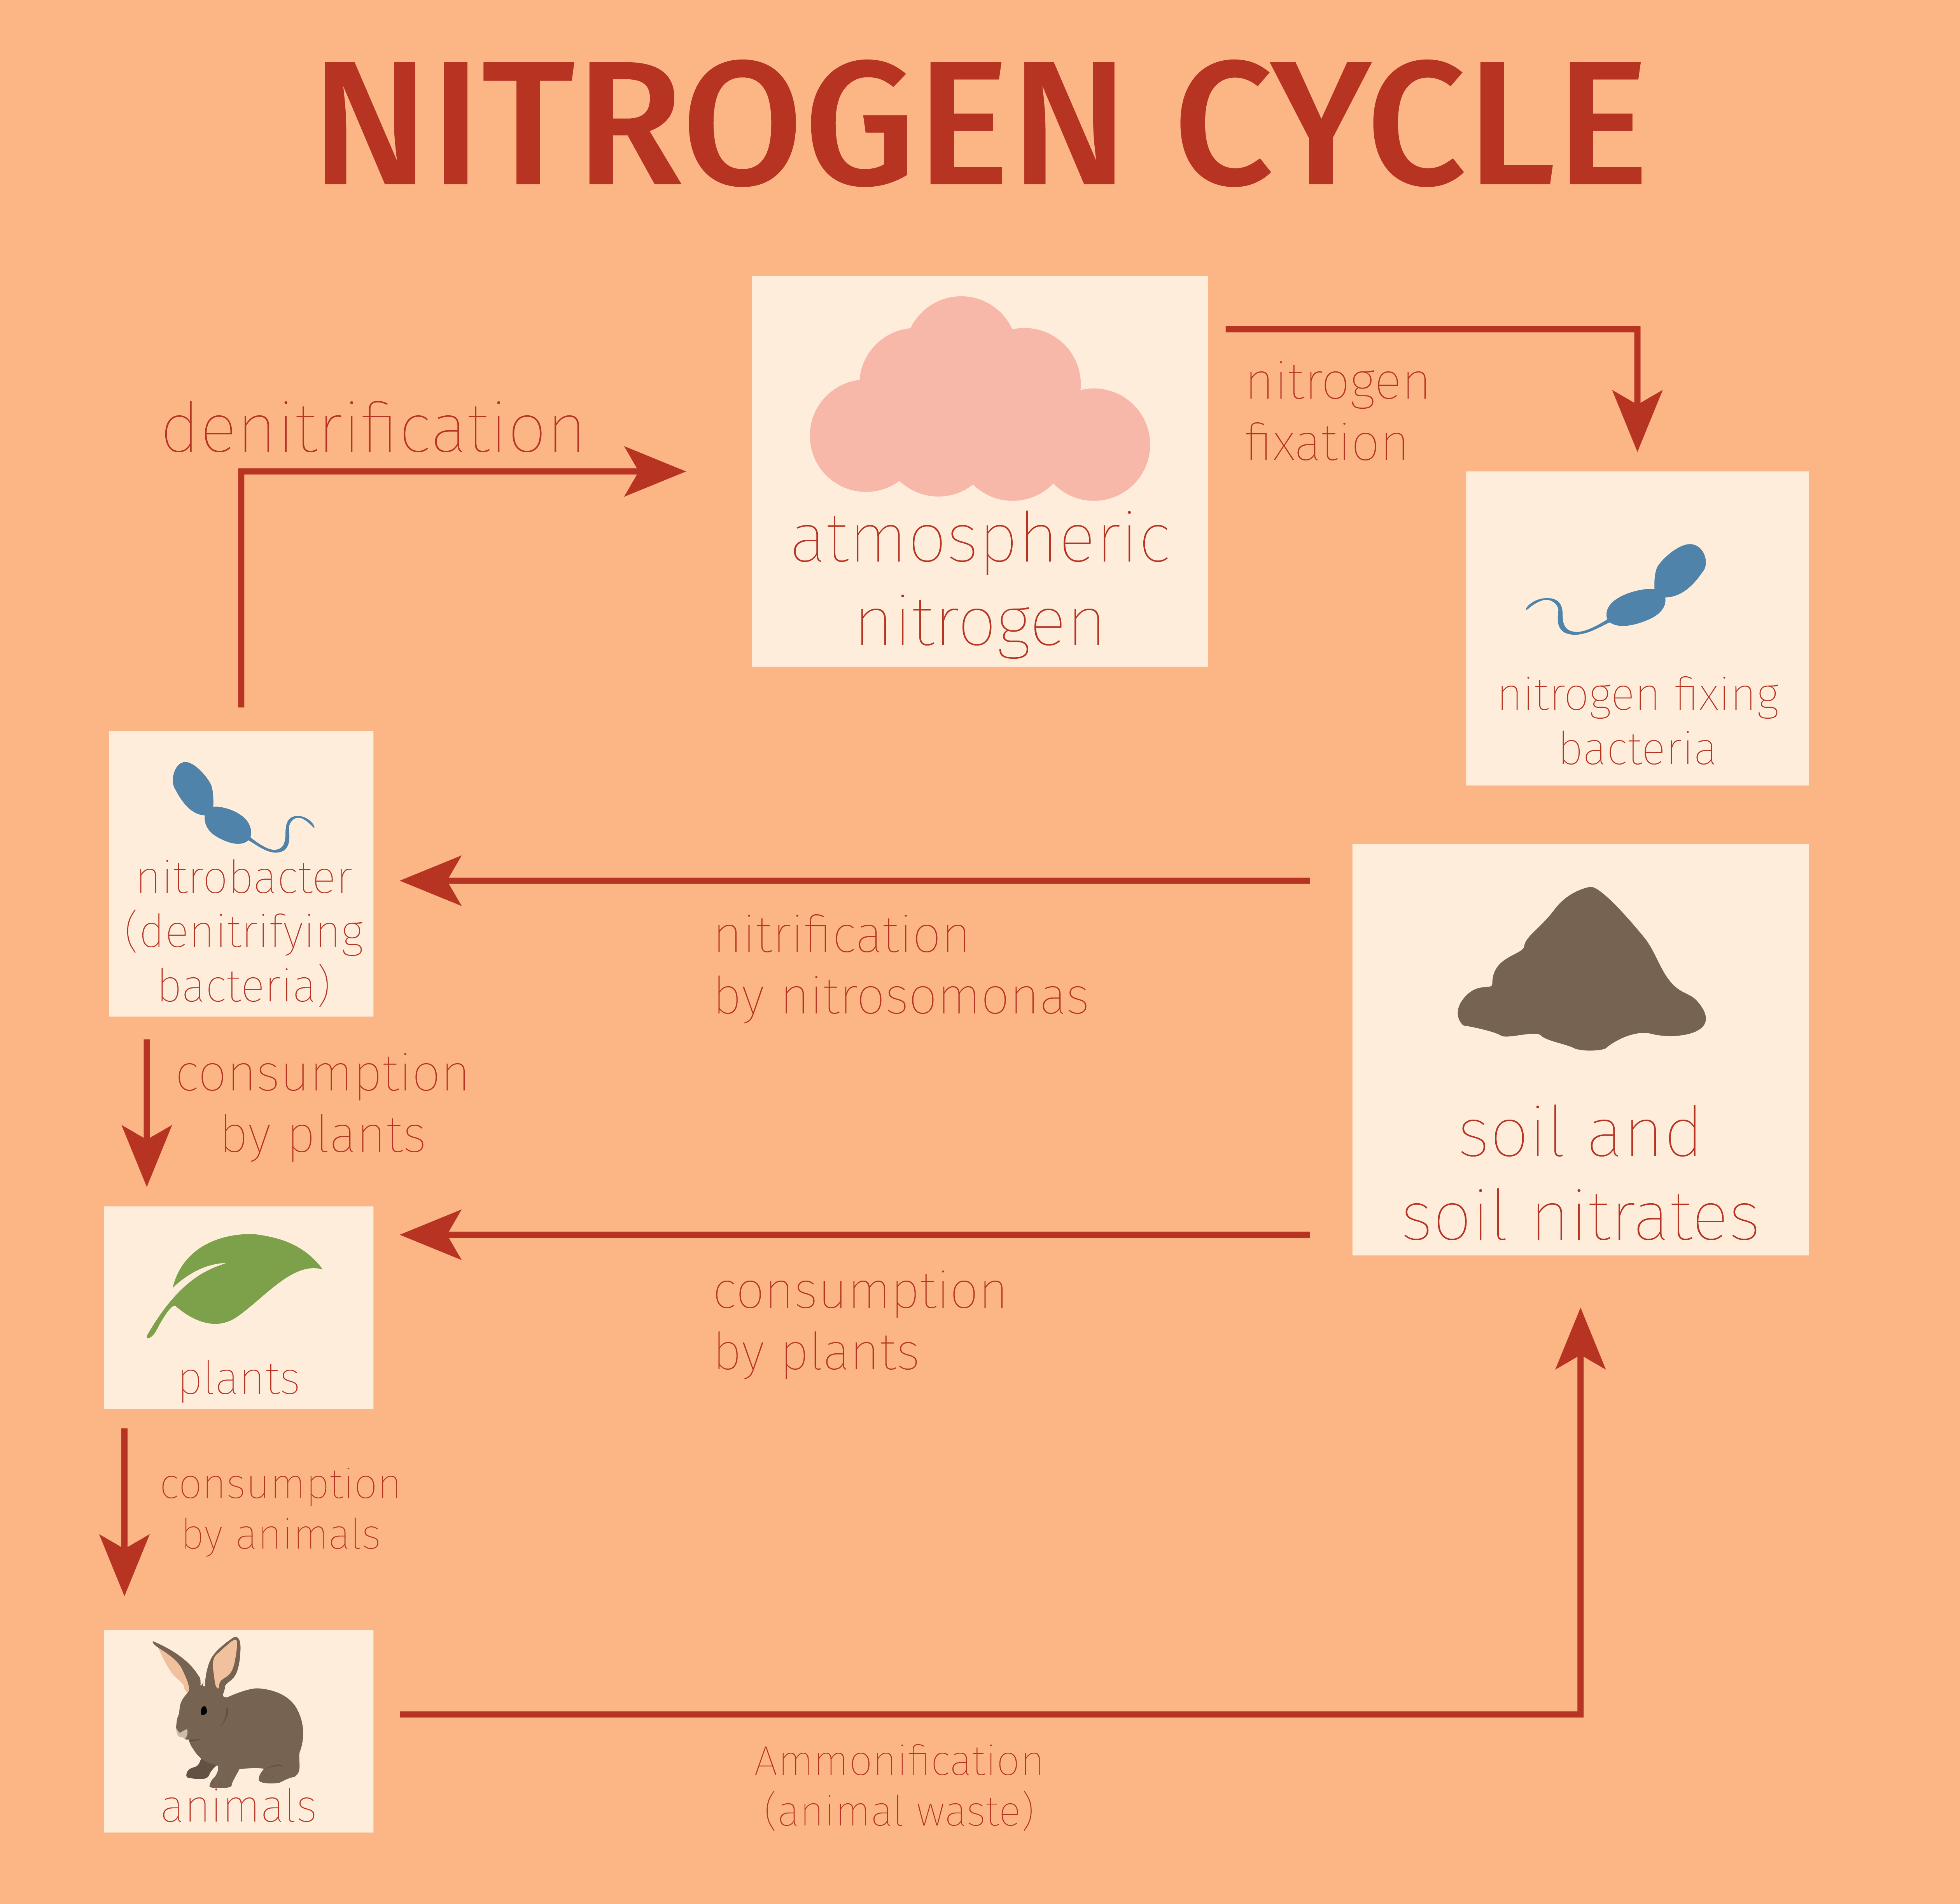 NITROGEN CYCLE
denitrification
atmospheric
nitrogen
nitrogen
fixation
nitrogen fixing
bacteria
nitrobacter
(denitrifying
bacteria)
nitrification
by nitrosomonas
soil and
soil nitrates
consumption
by plants
plants
consumption
by plants
consumption
by animals
animals
Ammonification
(animal waste)